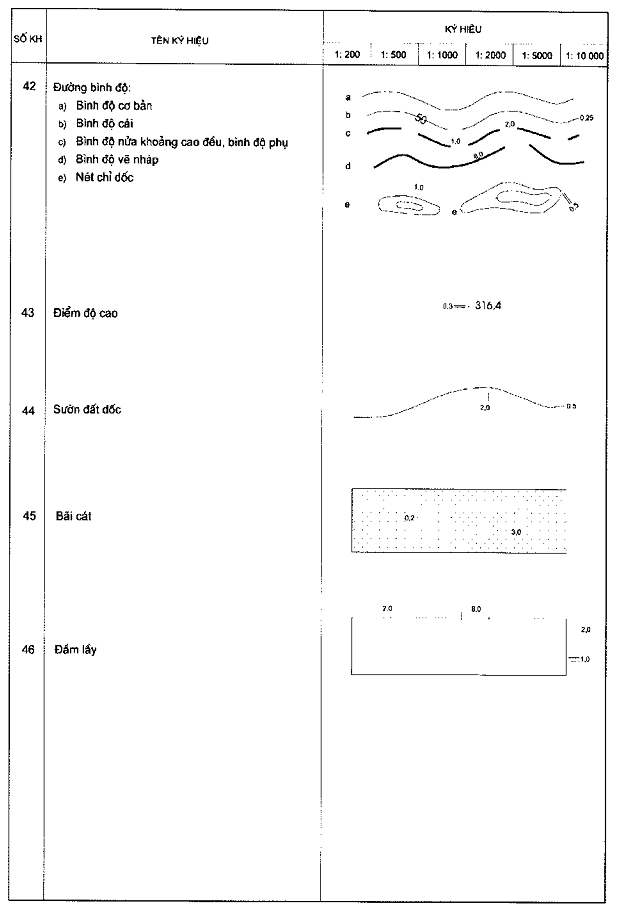 SỐ KH
TÊN KÝ HIỆU
KÝ HIỆU
1: 200
1: 500
1: 1000
1: 2000
1: 5000
1: 10 000
42
Đường bình độ:
a) Bình độ cơ bản
b) Bình độ cái
c) Bình độ nửa khoảng cao đều, bình độ phụ
d) Bình độ vẽ nháp
e) Nét chỉ dốc
a
b
50
0,25
c
1,0
2,0
d
6,0
1,0
e
e
0,5
43
Điểm độ cao
0,3
316,4
44
Sườn đất dốc
2,0
0,5
45
Bãi cát
0,2
3,0
46
Đầm lầy
2,0
8,0
2,0
1,0